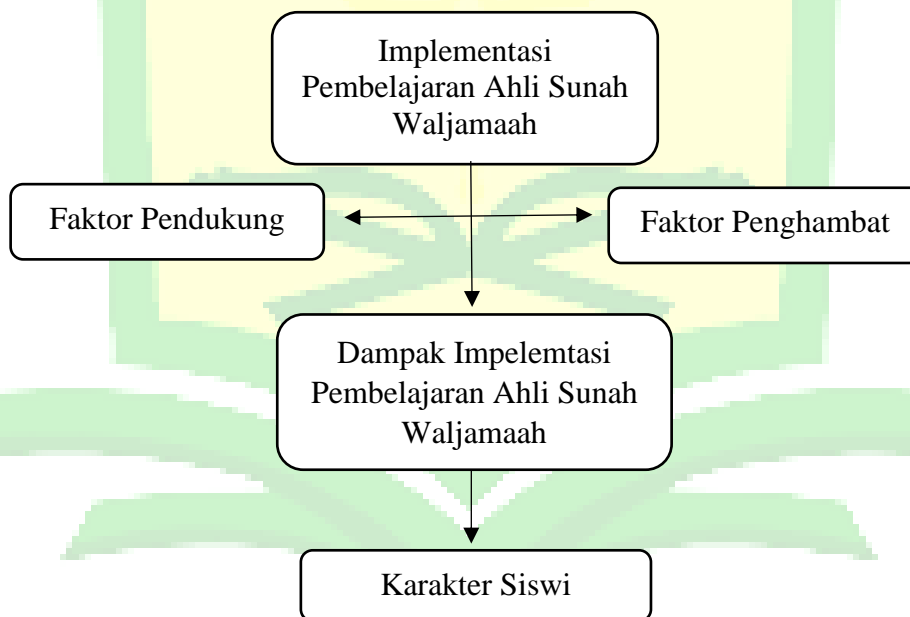 Implementasi
Pembelajaran Ahli Sunah
Waljamaah
Faktor Pendukung
Faktor Penghambat
Dampak Impelemtasi
Pembelajaran Ahli Sunah
Waljamaah
Karakter Siswi